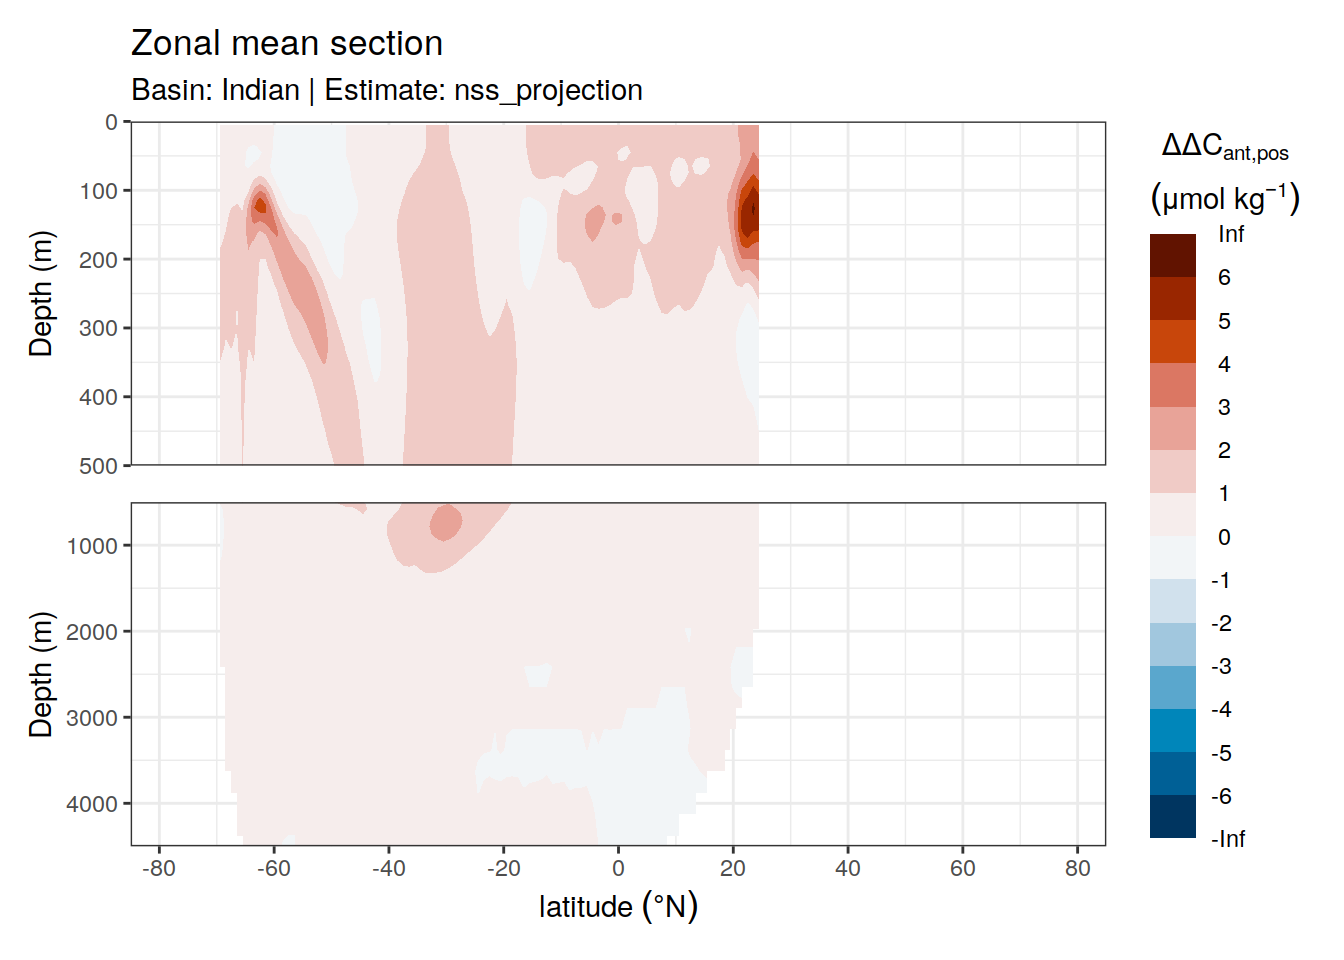 Zonal mean section
Basin: Indian | Estimate: nss_projection
0
100
200
300
400
500
Depth (m)
1000
2000
3000
4000
Depth (m)
-80 -60 -40 -20 0 20 40 60 80
latitude (°N)
ΔΔCant,pos
(μmol kg⁻¹)
Inf
6
5
4
3
2
1
0
-1
-2
-3
-4
-5
-6
-Inf